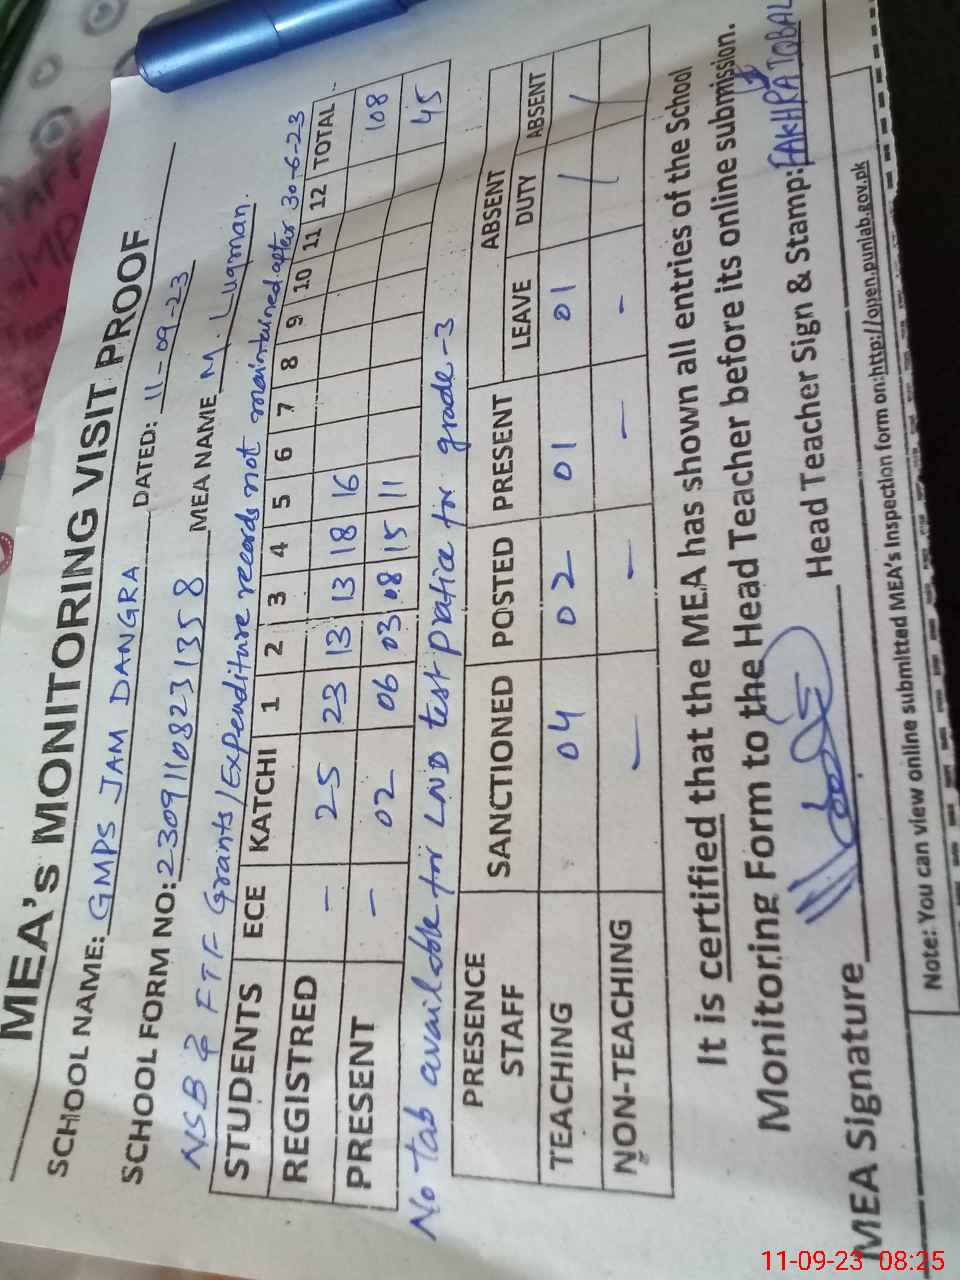 MEA's MONITORING VISIT PROOF
SCHOOL NAME: GMPS JAM DANGRA DATED: 11-09-23
SCHOOL FORM NO: 23091108231358 MEA NAME M. Luqman.
NSB & FTF Grants/Expenditure records not maintained after 30-6-23
STUDENTS ECE KATCHI 1 2 3 4 5 6 7 8 9 10 11 12 TOTAL
REGISTRED - 25 23 13 13 18 16 108
PRESENT - 02 06 03 08 15 11 45
No tab available for LND test pratice for grade-3
PRESENCE STAFF SANCTIONED POSTED PRESENT ABSENT
LEAVE DUTY ABSENT
TEACHING 04 02 01 01 / /
NON-TEACHING - - - -
It is certified that the MEA has shown all entries of the School
Monitoring Form to the Head Teacher before its online submission.
MEA Signature Head Teacher Sign & Stamp: IQBAL
Note: You can view online submitted MEA's Inspection form on:http://open.punjab.gov.pk
11-09-23 08:25